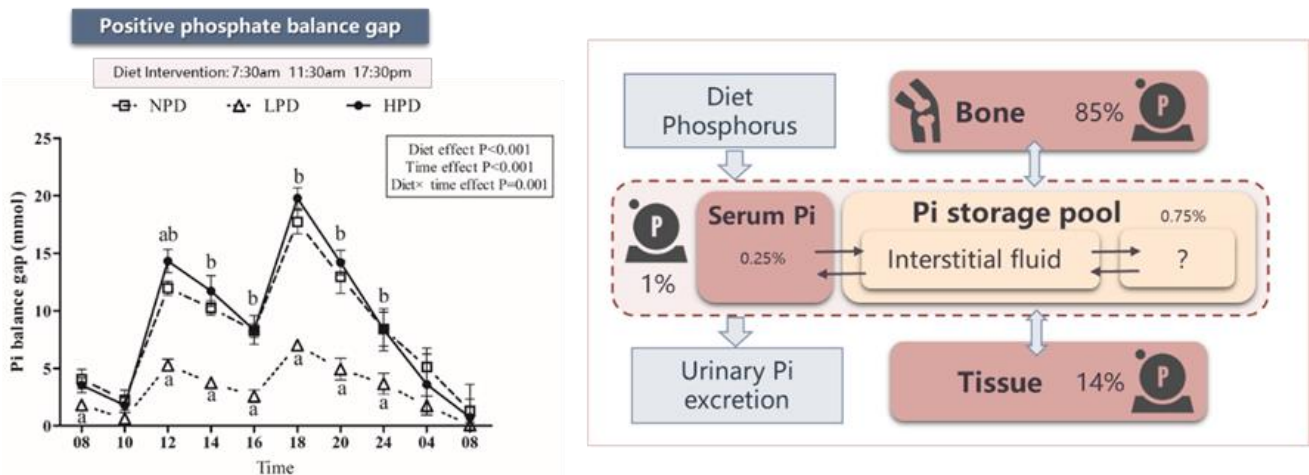 Positive phosphate balance gap
Diet Intervention: 7:30am 11:30am 17:30pm
NPD LPD HPD
Diet effect P<0.001
Time effect P<0.001
Diet× time effect P=0.001
Pi balance gap (mmol)
25
20
15
10
5
0
a
a
a
a
a
a
a
a
ab
b
b
b
b
b
08 10 12 14 16 18 20 24 04 08
Time
Diet
Phosphorus
Bone 85% P
P
1%
Serum Pi
0.25%
Pi storage pool 0.75%
Interstitial fluid
?
Urinary Pi
excretion
Tissue 14% P